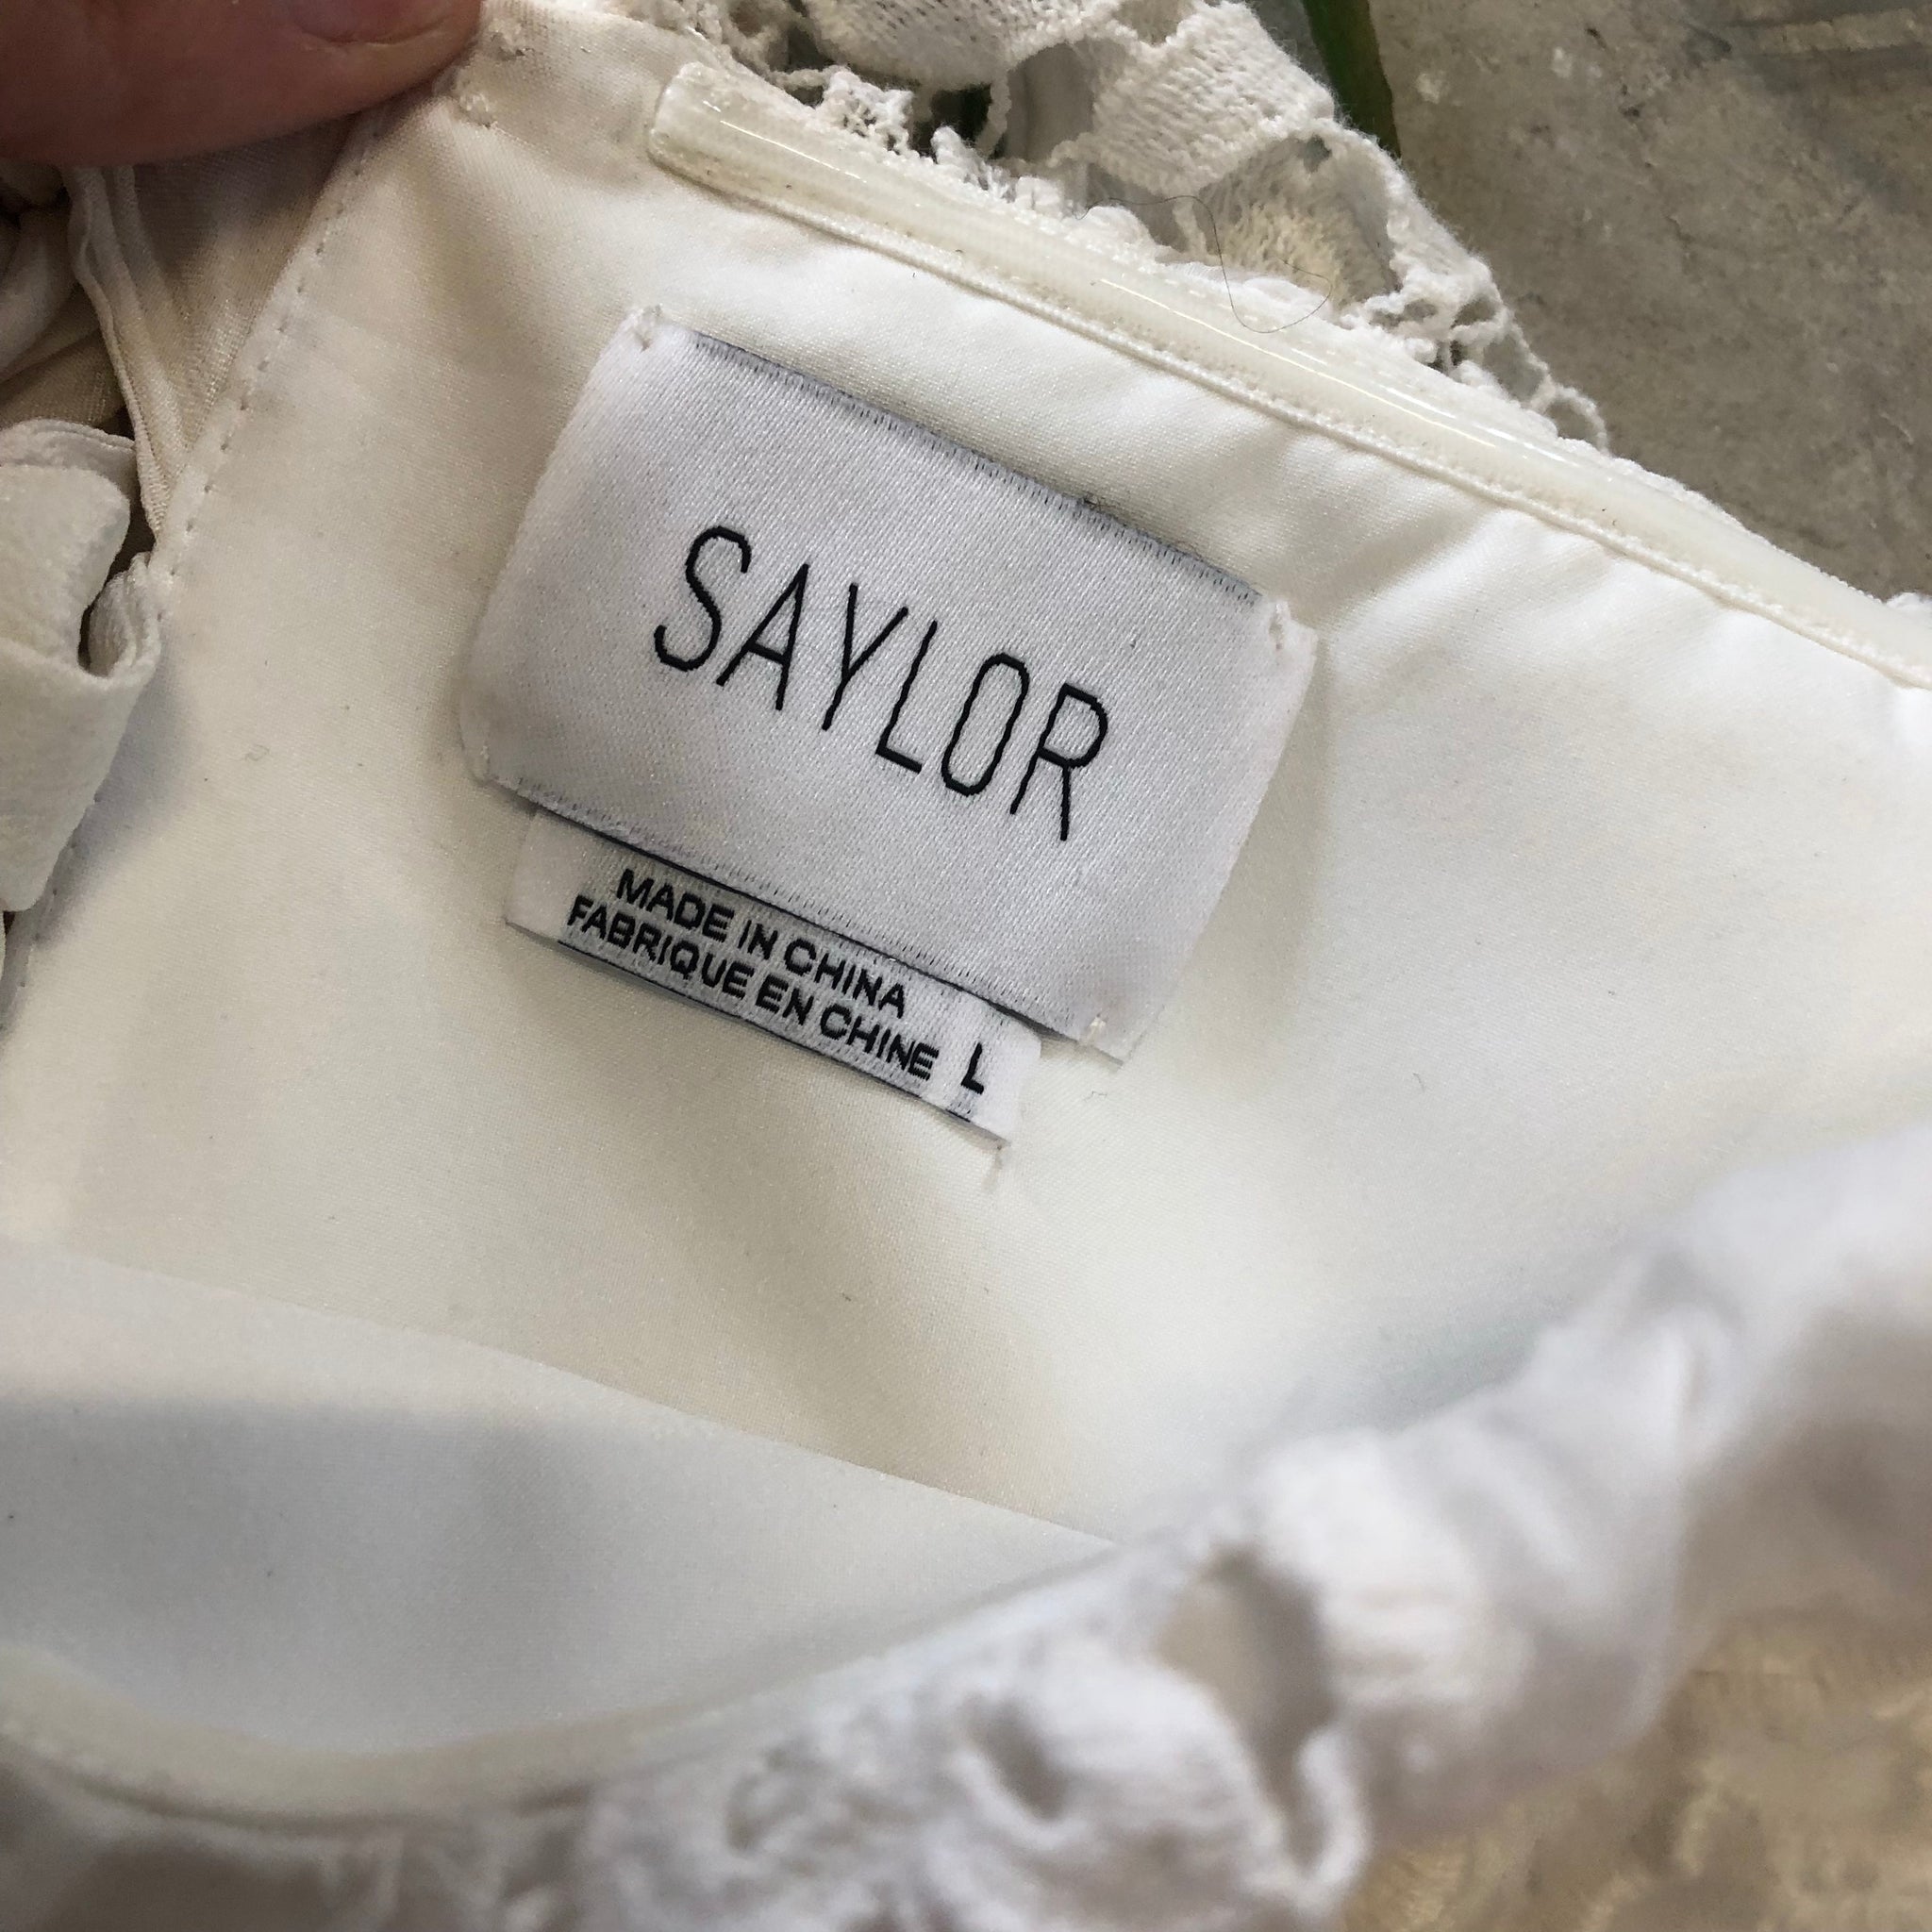 SAYLOR
MADE IN CHINA
FABRIQUE EN CHINE L